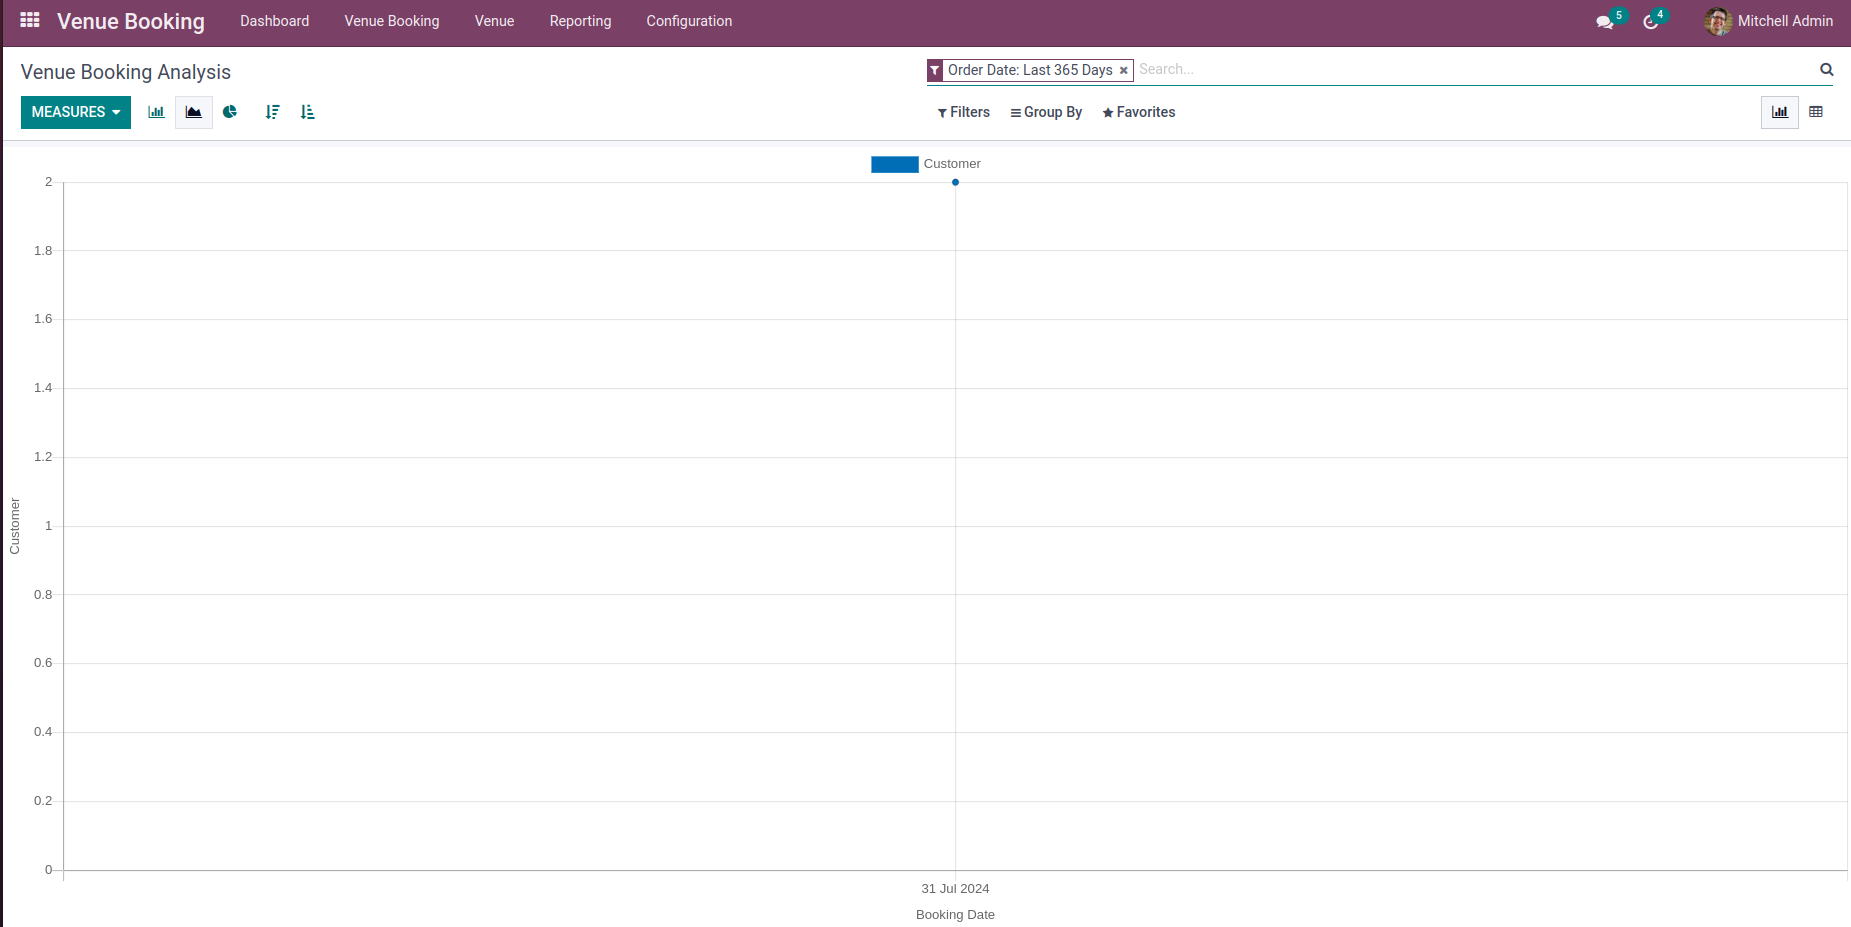 Venue Booking Dashboard Venue Booking Venue Reporting Configuration 5 4 Mitchell Admin
Venue Booking Analysis
Order Date: Last 365 Days × Search...
MEASURES
Filters Group By Favorites
Customer
2
1.8
1.6
1.4
1.2
1
0.8
0.6
0.4
0.2
0
Customer
31 Jul 2024
Booking Date